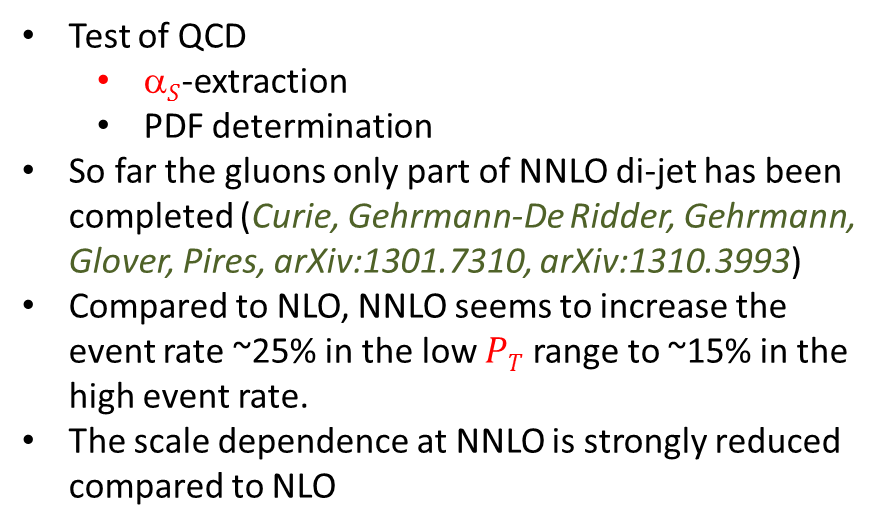 • Test of QCD
• α_S-extraction
• PDF determination
• So far the gluons only part of NNLO di-jet has been
completed (Curie, Gehrmann-De Ridder, Gehrmann,
Glover, Pires, arXiv:1301.7310, arXiv:1310.3993)
• Compared to NLO, NNLO seems to increase the
event rate ~25% in the low P_T range to ~15% in the
high event rate.
• The scale dependence at NNLO is strongly reduced
compared to NLO